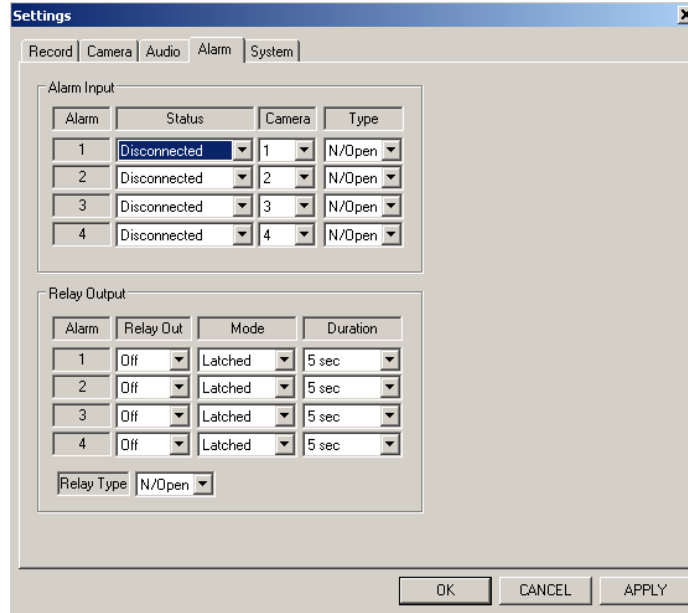 Settings
Record Camera Audio Alarm System
Alarm Input
Alarm Status Camera Type
1 Disconnected 1 N/Open
2 Disconnected 2 N/Open
3 Disconnected 3 N/Open
4 Disconnected 4 N/Open
Relay Output
Alarm Relay Out Mode Duration
1 Off Latched 5 sec
2 Off Latched 5 sec
3 Off Latched 5 sec
4 Off Latched 5 sec
Relay Type N/Open
OK CANCEL APPLY